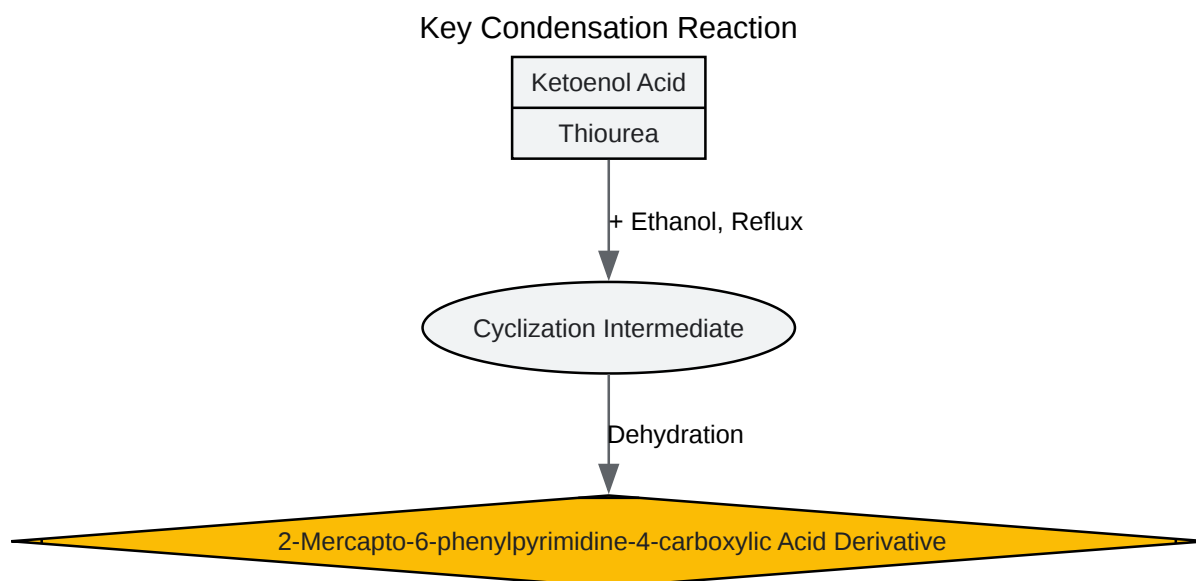 Key Condensation Reaction
Ketoenol Acid
Thiourea
+ Ethanol, Reflux
Cyclization Intermediate
Dehydration
2-Mercapto-6-phenylpyrimidine-4-carboxylic Acid Derivative